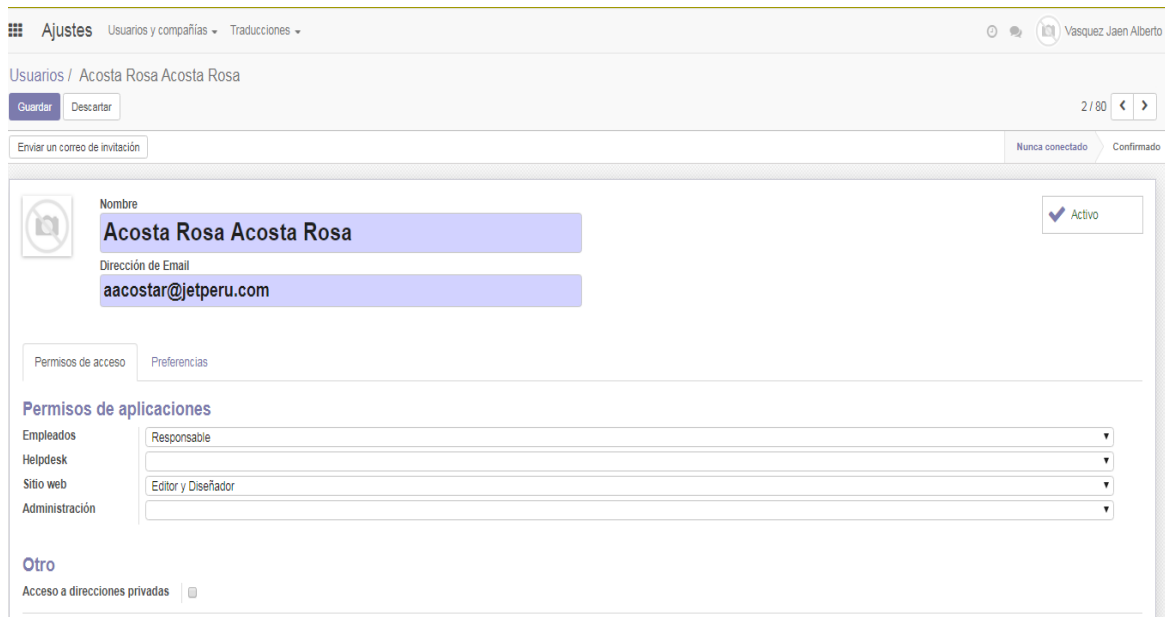 Ajustes Usuarios y compañías Traducciones Vasquez Jaen Alberto
Usuarios / Acosta Rosa Acosta Rosa
Guardar Descartar 2 / 80
Enviar un correo de invitación Nunca conectado Confirmado
Nombre
Acosta Rosa Acosta Rosa
Activo
Dirección de Email
aacostar@jetperu.com
Permisos de acceso Preferencias
Permisos de aplicaciones
Empleados Responsable
Helpdesk
Sitio web Editor y Diseñador
Administración
Otro
Acceso a direcciones privadas